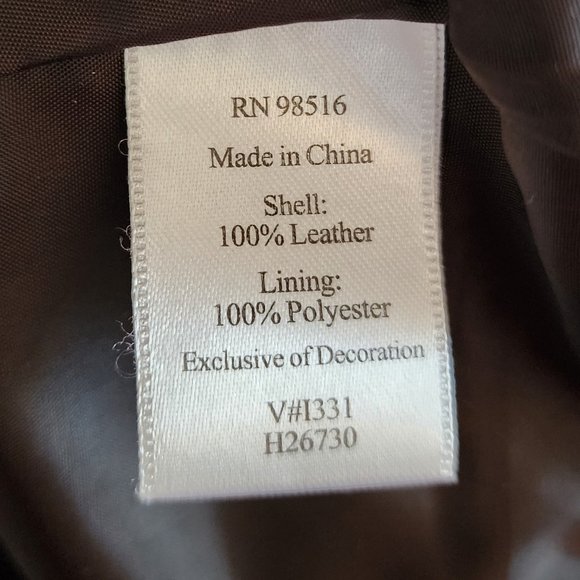 RN 98516
Made in China
Shell:
100% Leather
Lining:
100% Polyester
Exclusive of Decoration
V#I331
H26730